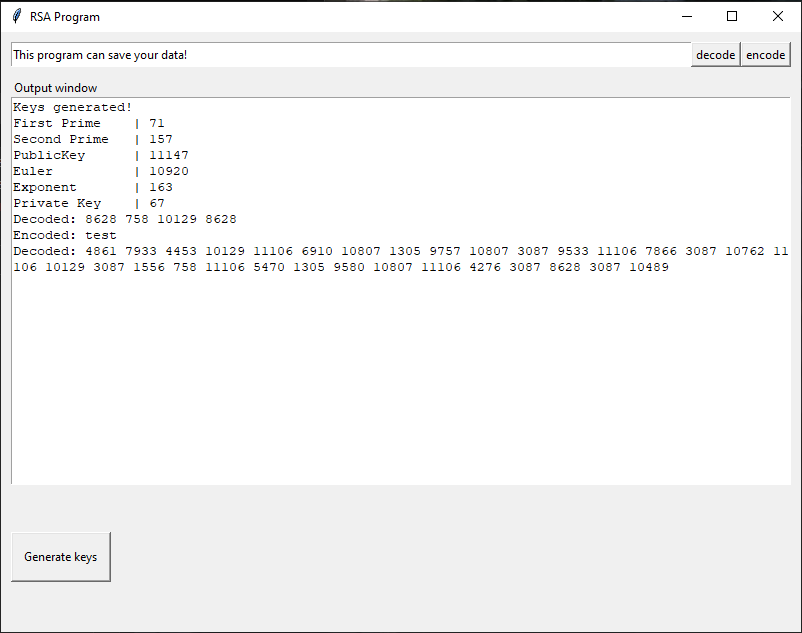 RSA Program
This program can save your data!
decode
encode
Output window
Keys generated!
First Prime | 71
Second Prime | 157
PublicKey | 11147
Euler | 10920
Exponent | 163
Private Key | 67
Decoded: 8628 758 10129 8628
Encoded: test
Decoded: 4861 7933 4453 10129 11106 6910 10807 1305 9757 10807 3087 9533 11106 7866 3087 10762 11
106 10129 3087 1556 758 11106 5470 1305 9580 10807 11106 4276 3087 8628 3087 10489
Generate keys